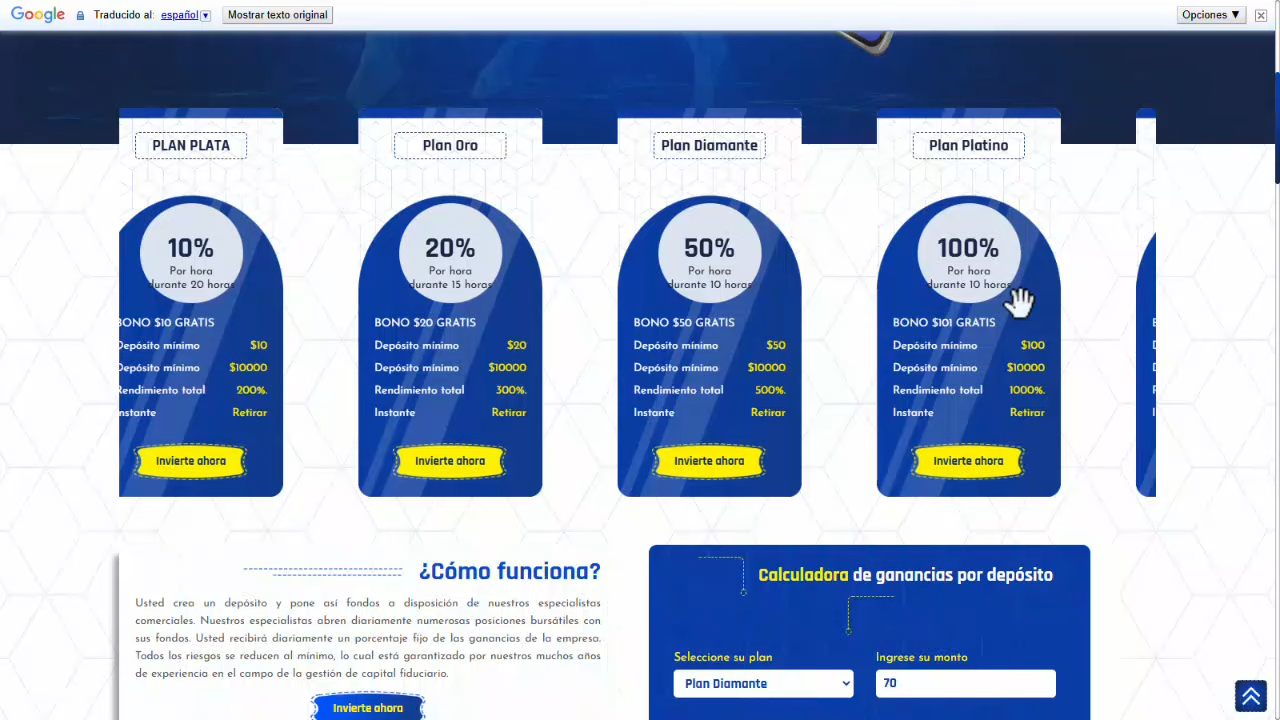 Google Traducido al: español Mostrar texto original Opciones ▼
PLAN PLATA
10%
Por hora
durante 20 horas
BONO $10 GRATIS
Depósito mínimo $10
Depósito máximo $10000
Rendimiento total 200%.
Instante Retirar
Invierte ahora
Plan Oro
20%
Por hora
durante 15 horas
BONO $20 GRATIS
Depósito mínimo $20
Depósito mínimo $10000
Rendimiento total 300%.
Instante Retirar
Invierte ahora
Plan Diamante
50%
Por hora
durante 10 horas
BONO $50 GRATIS
Depósito mínimo $50
Depósito mínimo $10000
Rendimiento total 500%.
Instante Retirar
Invierte ahora
Plan Platino
100%
Por hora
durante 10 horas
BONO $101 GRATIS
Depósito mínimo $100
Depósito mínimo $10000
Rendimiento total 1000%.
Instante Retirar
Invierte ahora
¿Cómo funciona?
Usted crea un depósito y pone así fondos a disposición de nuestros especialistas
comerciales. Nuestros especialistas abren diariamente numerosas posiciones bursátiles con
sus fondos. Usted recibirá diariamente un porcentaje fijo de las ganancias de la empresa.
Todos los riesgos se reducen al mínimo, lo cual está garantizado por nuestros muchos años
de experiencia en el campo de la gestión de capital fiduciario.
Invierte ahora
Calculadora de ganancias por depósito
Seleccione su plan
Plan Diamante
Ingrese su monto
70